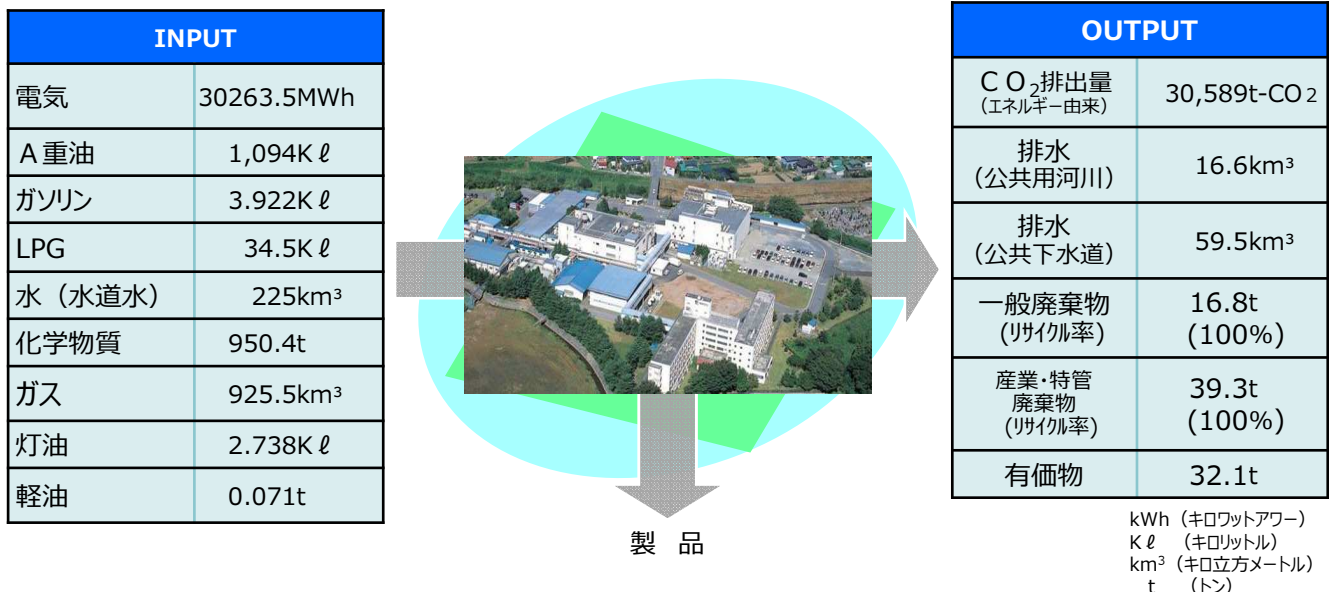 INPUT
電気 30263.5MWh
A重油 1,094Kℓ
ガソリン 3.922Kℓ
LPG 34.5Kℓ
水（水道水） 225km³
化学物質 950.4t
ガス 925.5km³
灯油 2.738Kℓ
軽油 0.071t
製 品
OUTPUT
CO₂排出量
(エネルギー由来)
30,589t-CO2
排水
(公共用河川)
16.6km³
排水
(公共下水道)
59.5km³
一般廃棄物
(リサイクル率)
16.8t
(100%)
産業・特管
廃棄物
(リサイクル率)
39.3t
(100%)
有価物 32.1t
kWh（キロワットアワー）
Kℓ （キロリットル）
km³（キロ立方メートル）
t （トン）